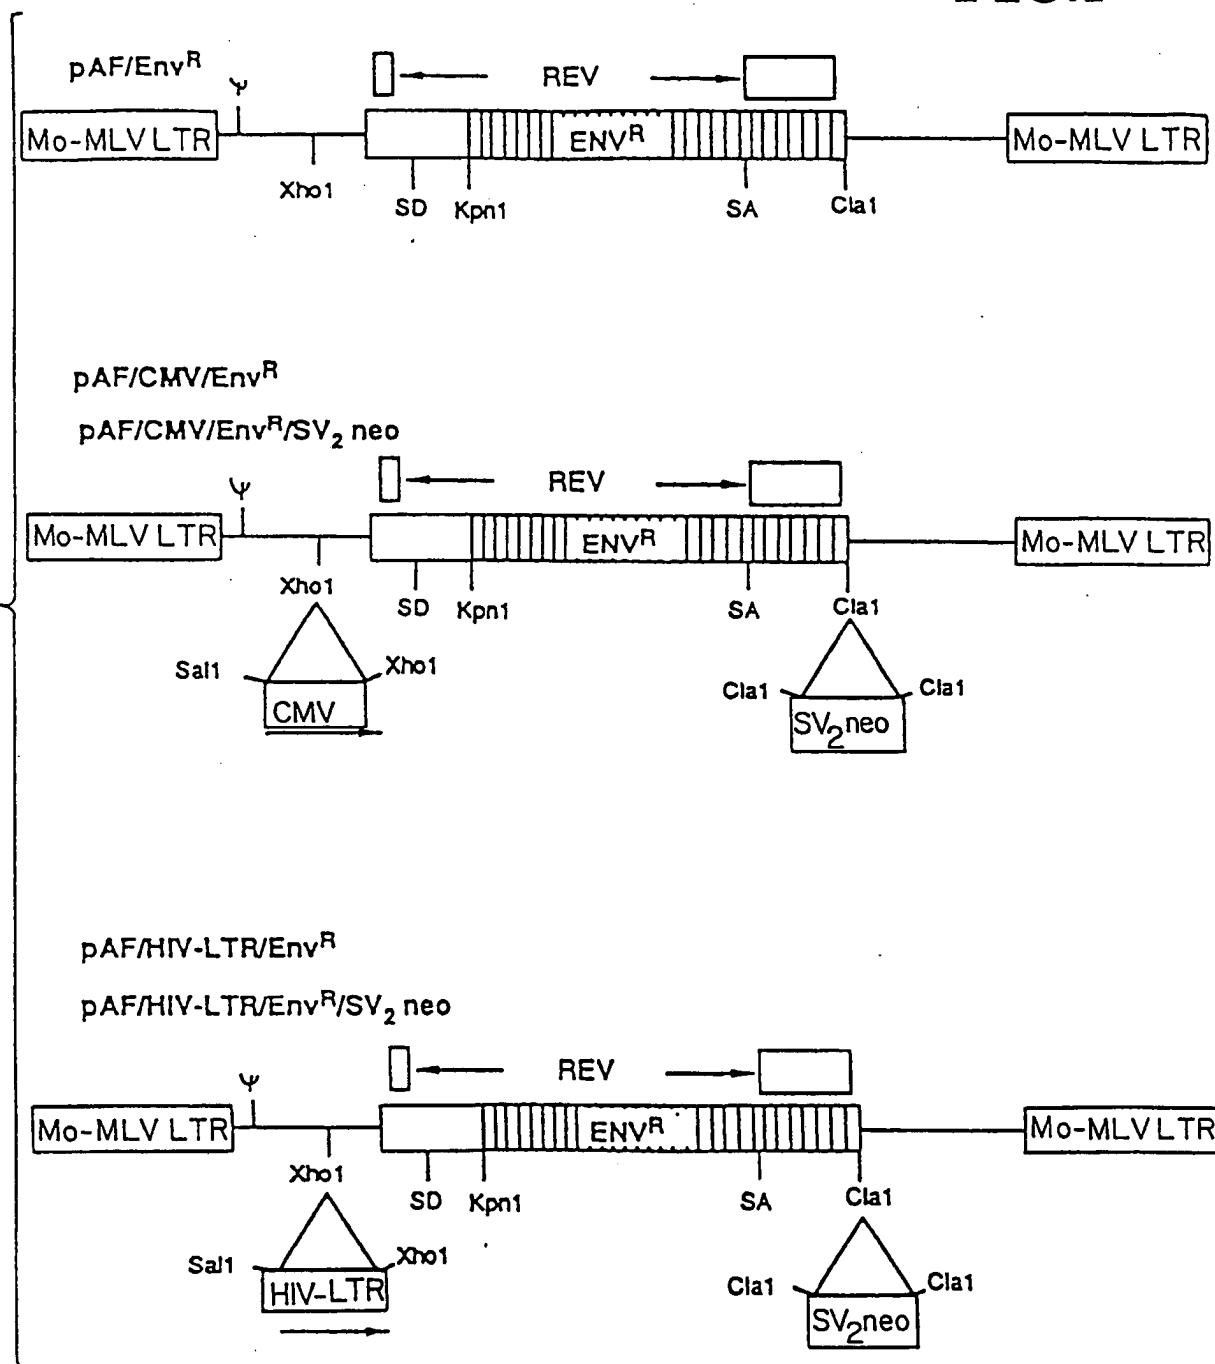 pAF/Env^R
REV
Ψ
Mo-MLV LTR
ENV^R
Mo-MLV LTR
Xho1
SD
Kpn1
SA
Cla1
pAF/CMV/Env^R
pAF/CMV/Env^R/SV₂ neo
REV
Ψ
Mo-MLV LTR
ENV^R
Mo-MLV LTR
Xho1
SD
Kpn1
SA
Cla1
Sal1
Xho1
Cla1
Cla1
CMV
SV₂neo
pAF/HIV-LTR/Env^R
pAF/HIV-LTR/Env^R/SV₂ neo
REV
Ψ
Mo-MLV LTR
ENV^R
Mo-MLV LTR
Xho1
SD
Kpn1
SA
Cla1
Sal1
Xho1
Cla1
Cla1
HIV-LTR
SV₂neo